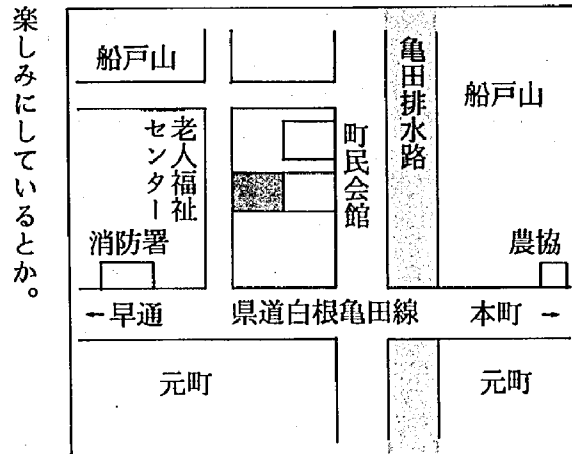 楽しみにしているとか。
船戸山
亀田排水路
船戸山
老人福祉
センター
町民会館
消防署
農協
←早通
県道白根亀田線
本町→
元町
元町